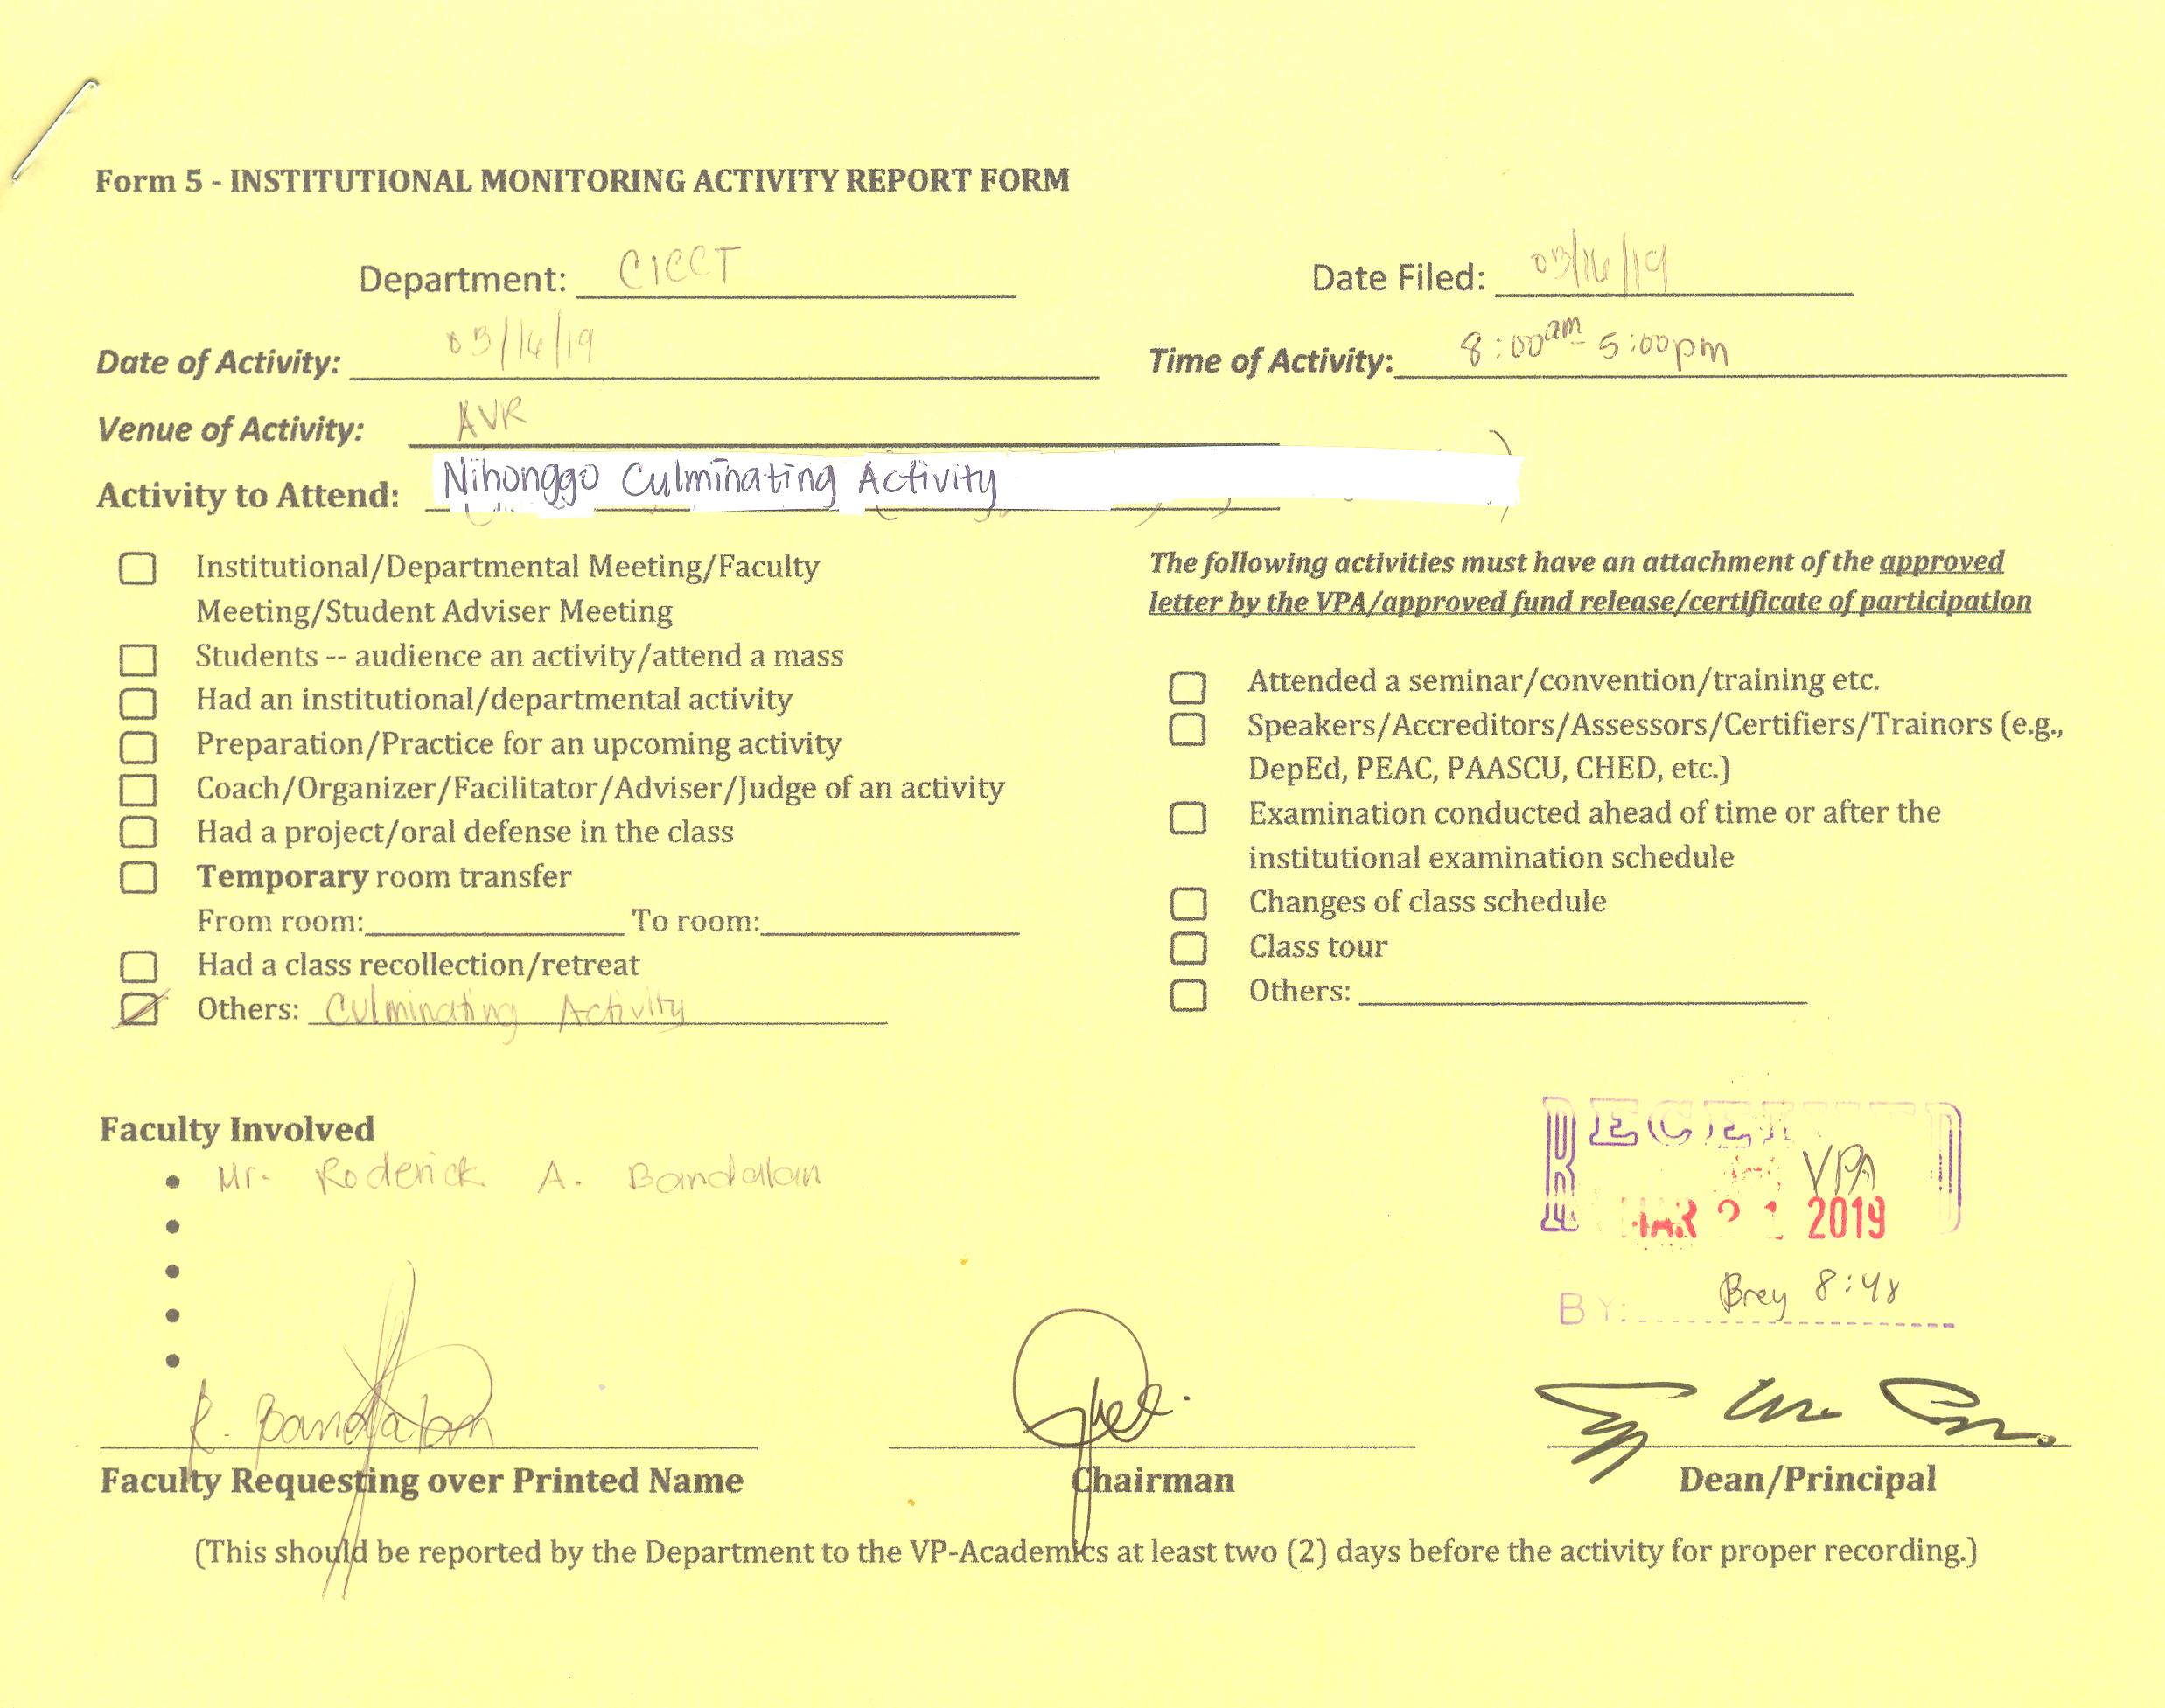 Form 5 - INSTITUTIONAL MONITORING ACTIVITY REPORT FORM
Department: CICCT Date Filed: 03/16/19
Date of Activity: 03/16/19 Time of Activity: 8:00am - 5:00pm
Venue of Activity: AVR
Activity to Attend: Nihonggo Culminating Activity
Institutional/Departmental Meeting/Faculty
Meeting/Student Adviser Meeting
Students -- audience an activity/attend a mass
Had an institutional/departmental activity
Preparation/Practice for an upcoming activity
Coach/Organizer/Facilitator/Adviser/Judge of an activity
Had a project/oral defense in the class
Temporary room transfer
From room: To room:
Had a class recollection/retreat
Others: Culminating Activity
The following activities must have an attachment of the approved
letter by the VPA/approved fund release/certificate of participation
Attended a seminar/convention/training etc.
Speakers/Accreditors/Assessors/Certifiers/Trainors (e.g.,
DepEd, PEAC, PAASCU, CHED, etc.)
Examination conducted ahead of time or after the
institutional examination schedule
Changes of class schedule
Class tour
Others:
Faculty Involved
Mr. Roderick A. Bandalan
RECEIVED
VPA
MAR 21 2019
BY: Brey 8:48
R. Bandalan
Faculty Requesting over Printed Name
Chairman
Dean/Principal
(This should be reported by the Department to the VP-Academics at least two (2) days before the activity for proper recording.)